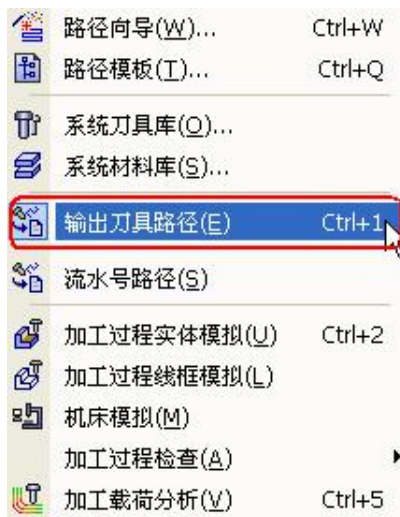 路径向导(W)... Ctrl+W
路径模板(T)... Ctrl+Q
系统刀具库(O)...
系统材料库(S)...
输出刀具路径(E) Ctrl+1
流水号路径(S)
加工过程实体模拟(U) Ctrl+2
加工过程线框模拟(L)
机床模拟(M)
加工过程检查(A)
加工载荷分析(V) Ctrl+5